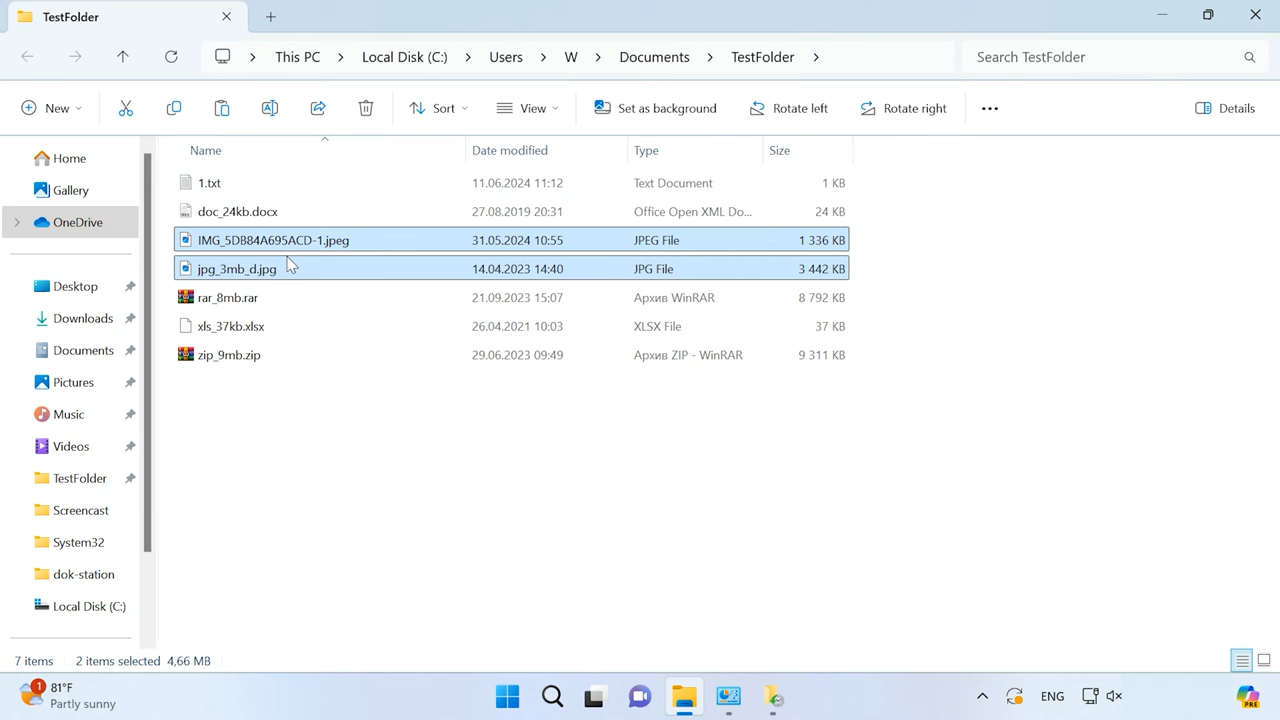 TestFolder
This PC > Local Disk (C:) > Users > W > Documents > TestFolder >
Search TestFolder
New
Sort
View
Set as background
Rotate left
Rotate right
Details
Home
Gallery
OneDrive
Desktop
Downloads
Documents
Pictures
Music
Videos
TestFolder
Screencast
System32
dok-station
Local Disk (C:)
Name Date modified Type Size
1.txt 11.06.2024 11:12 Text Document 1 KB
doc_24kb.docx 27.08.2019 20:31 Office Open XML Do... 24 KB
IMG_5DB84A695ACD-1.jpeg 31.05.2024 10:55 JPEG File 1 336 KB
jpg_3mb_d.jpg 14.04.2023 14:40 JPG File 3 442 KB
rar_8mb.rar 21.09.2023 15:07 Архив WinRAR 8 792 KB
xls_37kb.xlsx 26.04.2021 10:03 XLSX File 37 KB
zip_9mb.zip 29.06.2023 09:49 Архив ZIP - WinRAR 9 311 KB
7 items 2 items selected 4,66 MB
1
81°F
Partly sunny
ENG
PRE